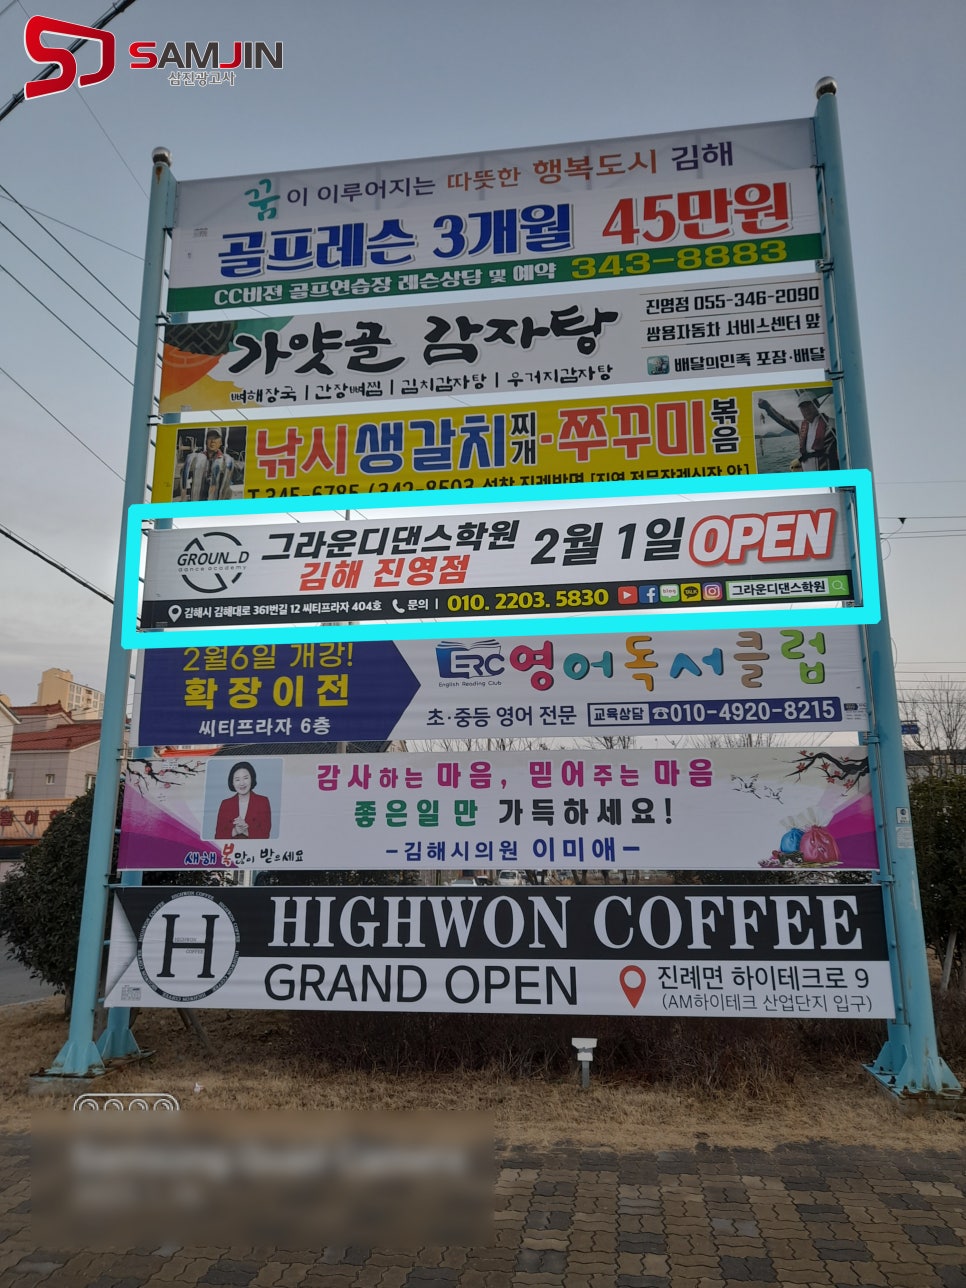 SAMJIN
삼진광고사
꿈이 이루어지는 따뜻한 행복도시 김해
골프레슨 3개월 45만원
CC비전 골프연습장 레슨상담 및 예약 343-8883
가얏골 감자탕
뼈해장국 | 간장뼈찜 | 김치감자탕 | 우거지감자탕
진영점 055-346-2090
쌍용자동차 서비스센터 앞
배달의민족 포장·배달
낚시생갈치찌개·쭈꾸미볶음
T.345-6785 / 342-8503
GROUN_D
dance academy
그라운디댄스학원 2월 1일 OPEN
김해 진영점
김해시 김해대로 361번길 12 씨티프라자 404호 문의 | 010. 2203. 5830 blog TALK 그라운디댄스학원
2월6일 개강!
확장이전
씨티프라자 6층
ERC 영어독서클럽
English Reading Club
초·중등 영어 전문 교육상담 ☎010-4920-8215
감사하는 마음, 믿어주는 마음
좋은일만 가득하세요!
새해 복많이 받으세요
-김해시의원 이미애-
H
HIGHWON COFFEE
HIGHWON COFFEE
GRAND OPEN
진례면 하이테크로 9
(AM하이테크 산업단지 입구)